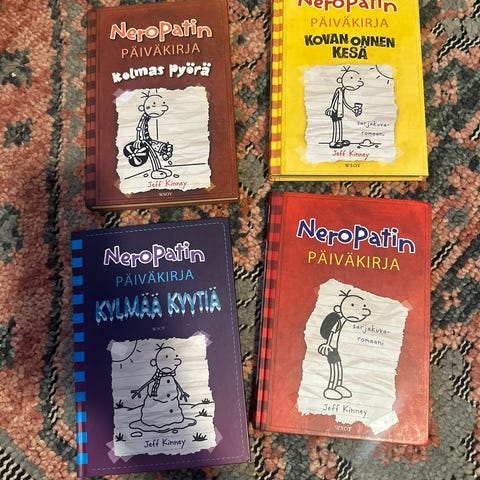 NeroPatin
PÄIVÄKIRJA
Kolmas pyörä
Jeff Kinney
WSOY
NeroPatin
PÄIVÄKIRJA
KOVAN ONNEN
KESÄ
sarjakuva-
romaani
Jeff Kinney
WSOY
NeroPatin
PÄIVÄKIRJA
KYLMÄÄ KYYTIÄ
WSOY
Jeff Kinney
NeroPatin
PÄIVÄKIRJA
sarjakuva-
romaani
Jeff Kinney
WSOY